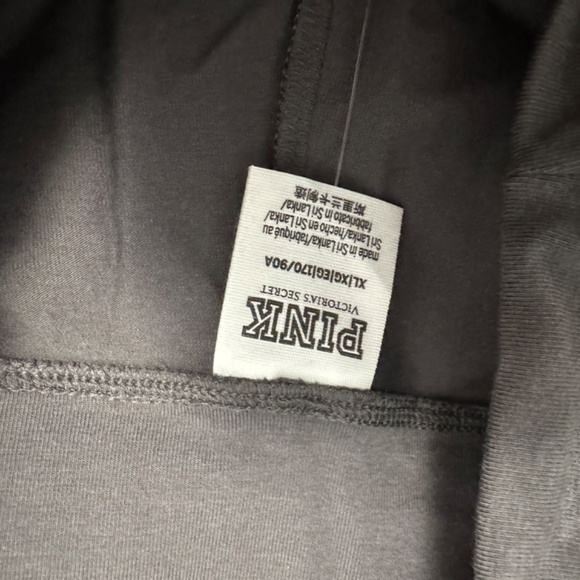 PINK
VICTORIA'S SECRET
XL|XG|EG|170/90A
made in Sri Lanka/fabriqué au
Sri Lanka/hecho en Sri Lanka/
fabbricato in Sri Lanka/
斯里兰卡制造